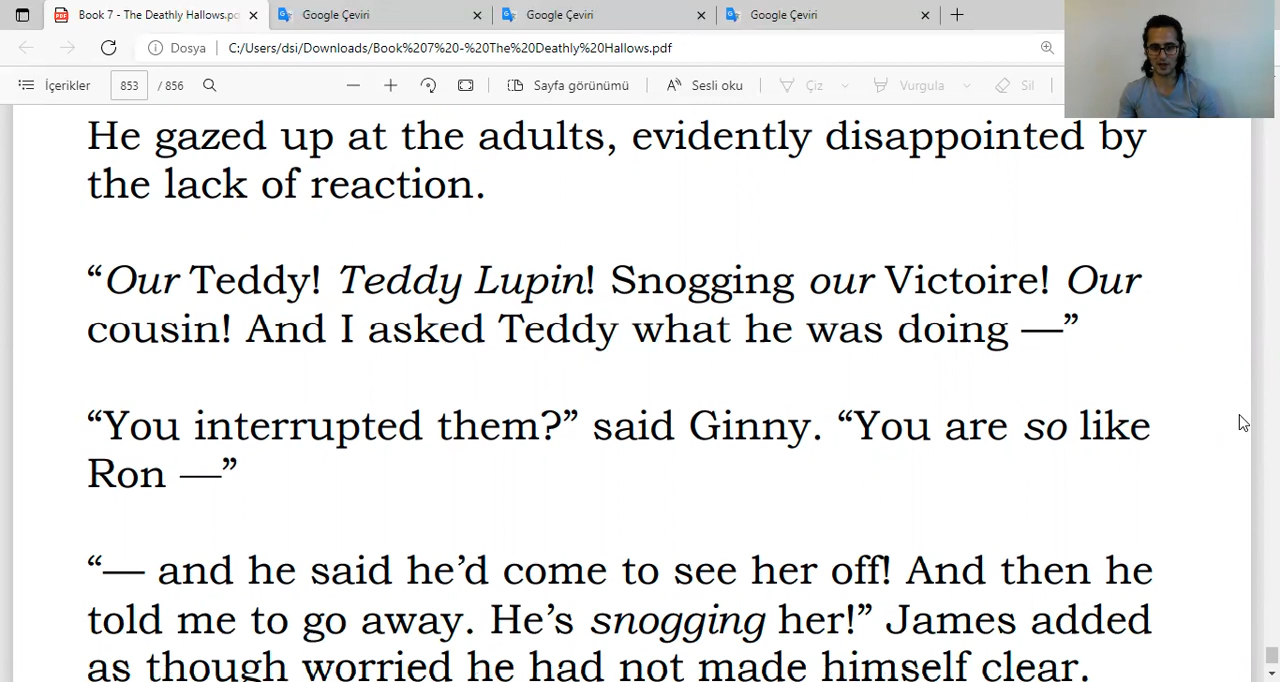 Book 7 - The Deathly Hallows.pd
Google Çeviri
Google Çeviri
Google Çeviri
Dosya
C:/Users/dsi/Downloads/Book%207%20-%20The%20Deathly%20Hallows.pdf
İçerikler
853
/ 856
Sayfa görünümü
Sesli oku
Çiz
Vurgula
Sil
He gazed up at the adults, evidently disappointed by
the lack of reaction.
“Our Teddy! Teddy Lupin! Snogging our Victoire! Our
cousin! And I asked Teddy what he was doing —”
“You interrupted them?” said Ginny. “You are so like
Ron —”
“— and he said he’d come to see her off! And then he
told me to go away. He’s snogging her!” James added
as though worried he had not made himself clear.